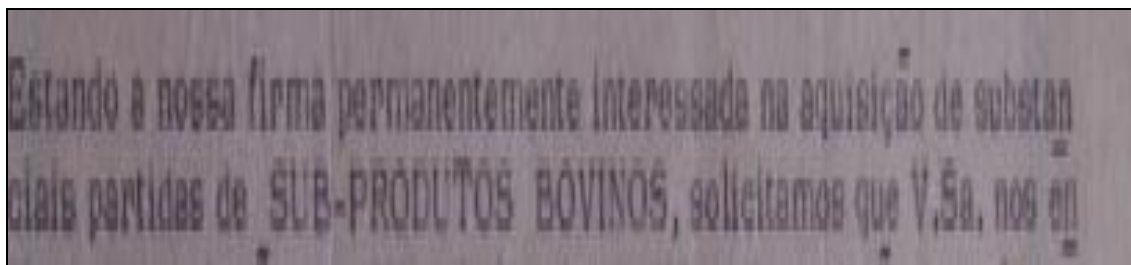 Estando a nossa firma permanentemente interessada na aquisição de substan
ciais partidas de SUB-PRODUTOS BOVINOS, solicitamos que V.Sa. nos en